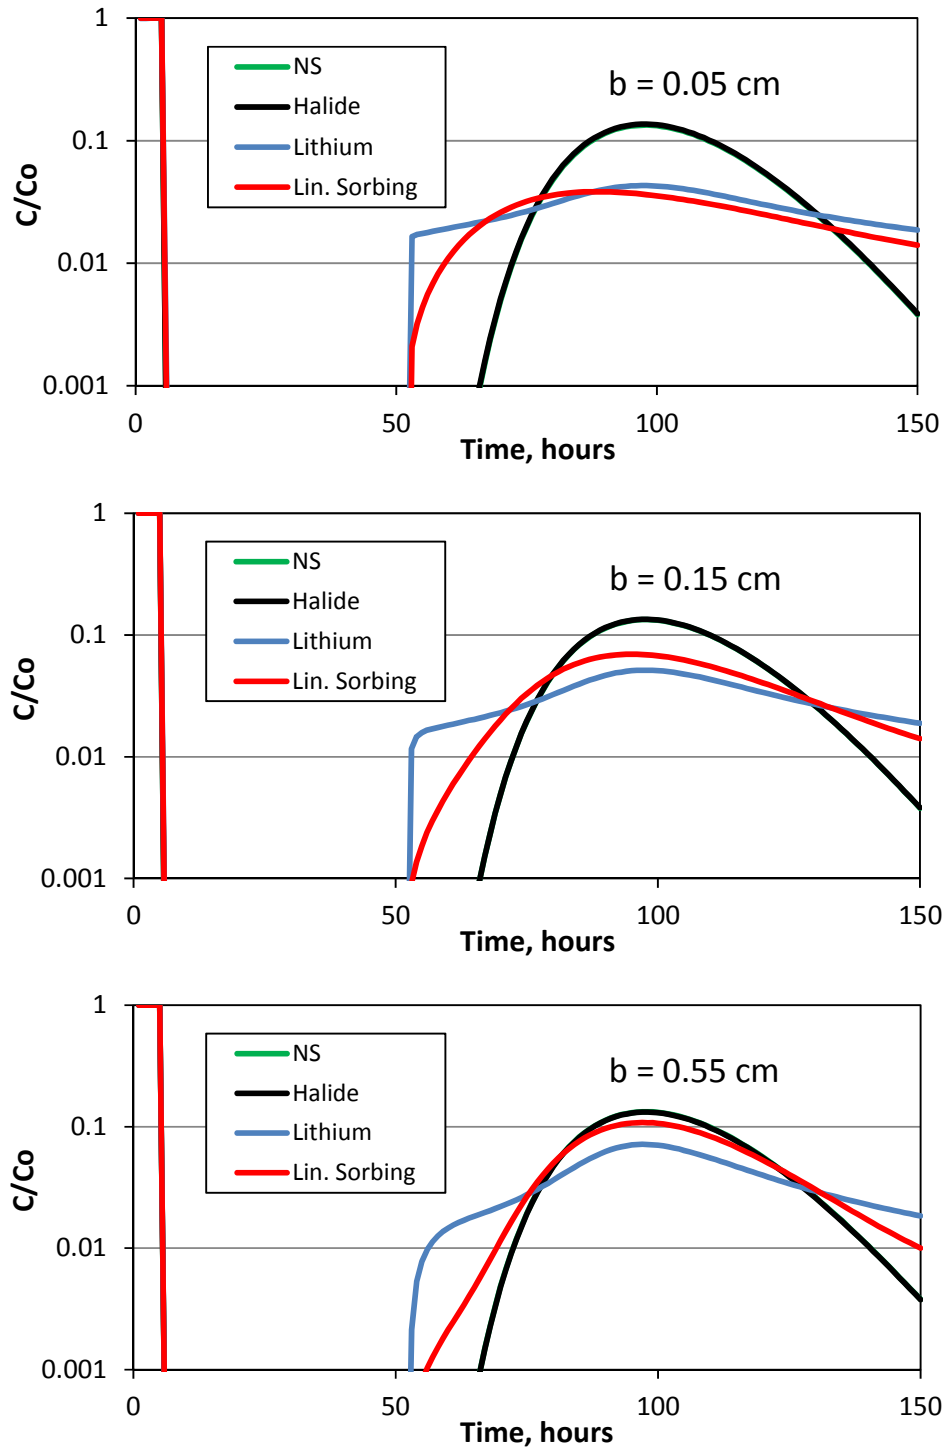 1
0.1
0.01
0.001
C/Co
NS
Halide
Lithium
Lin. Sorbing
b = 0.05 cm
0
50
100
150
Time, hours
1
0.1
0.01
0.001
C/Co
NS
Halide
Lithium
Lin. Sorbing
b = 0.15 cm
0
50
100
150
Time, hours
1
0.1
0.01
0.001
C/Co
NS
Halide
Lithium
Lin. Sorbing
b = 0.55 cm
0
50
100
150
Time, hours